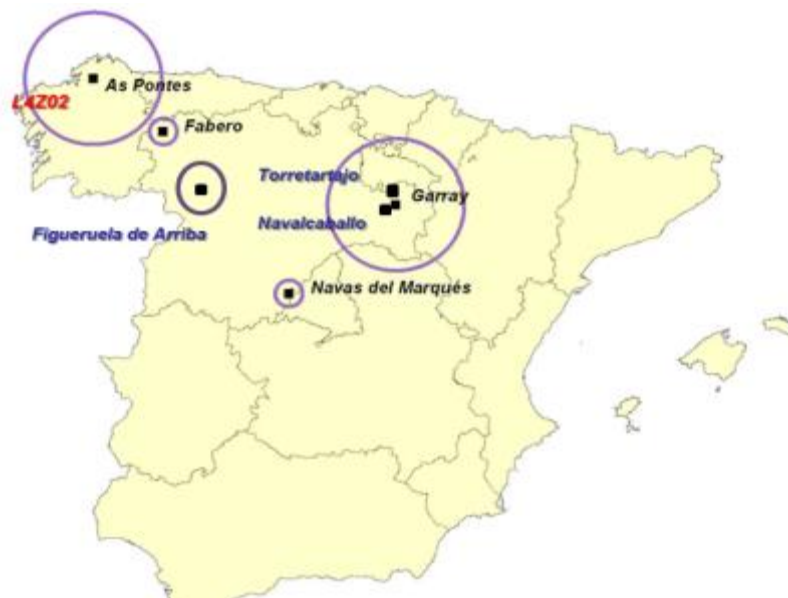 As Pontes
L4Z02
Fabero
Torretartajo
Garray
Navalcaballo
Figueruela de Arriba
Navas del Marqués